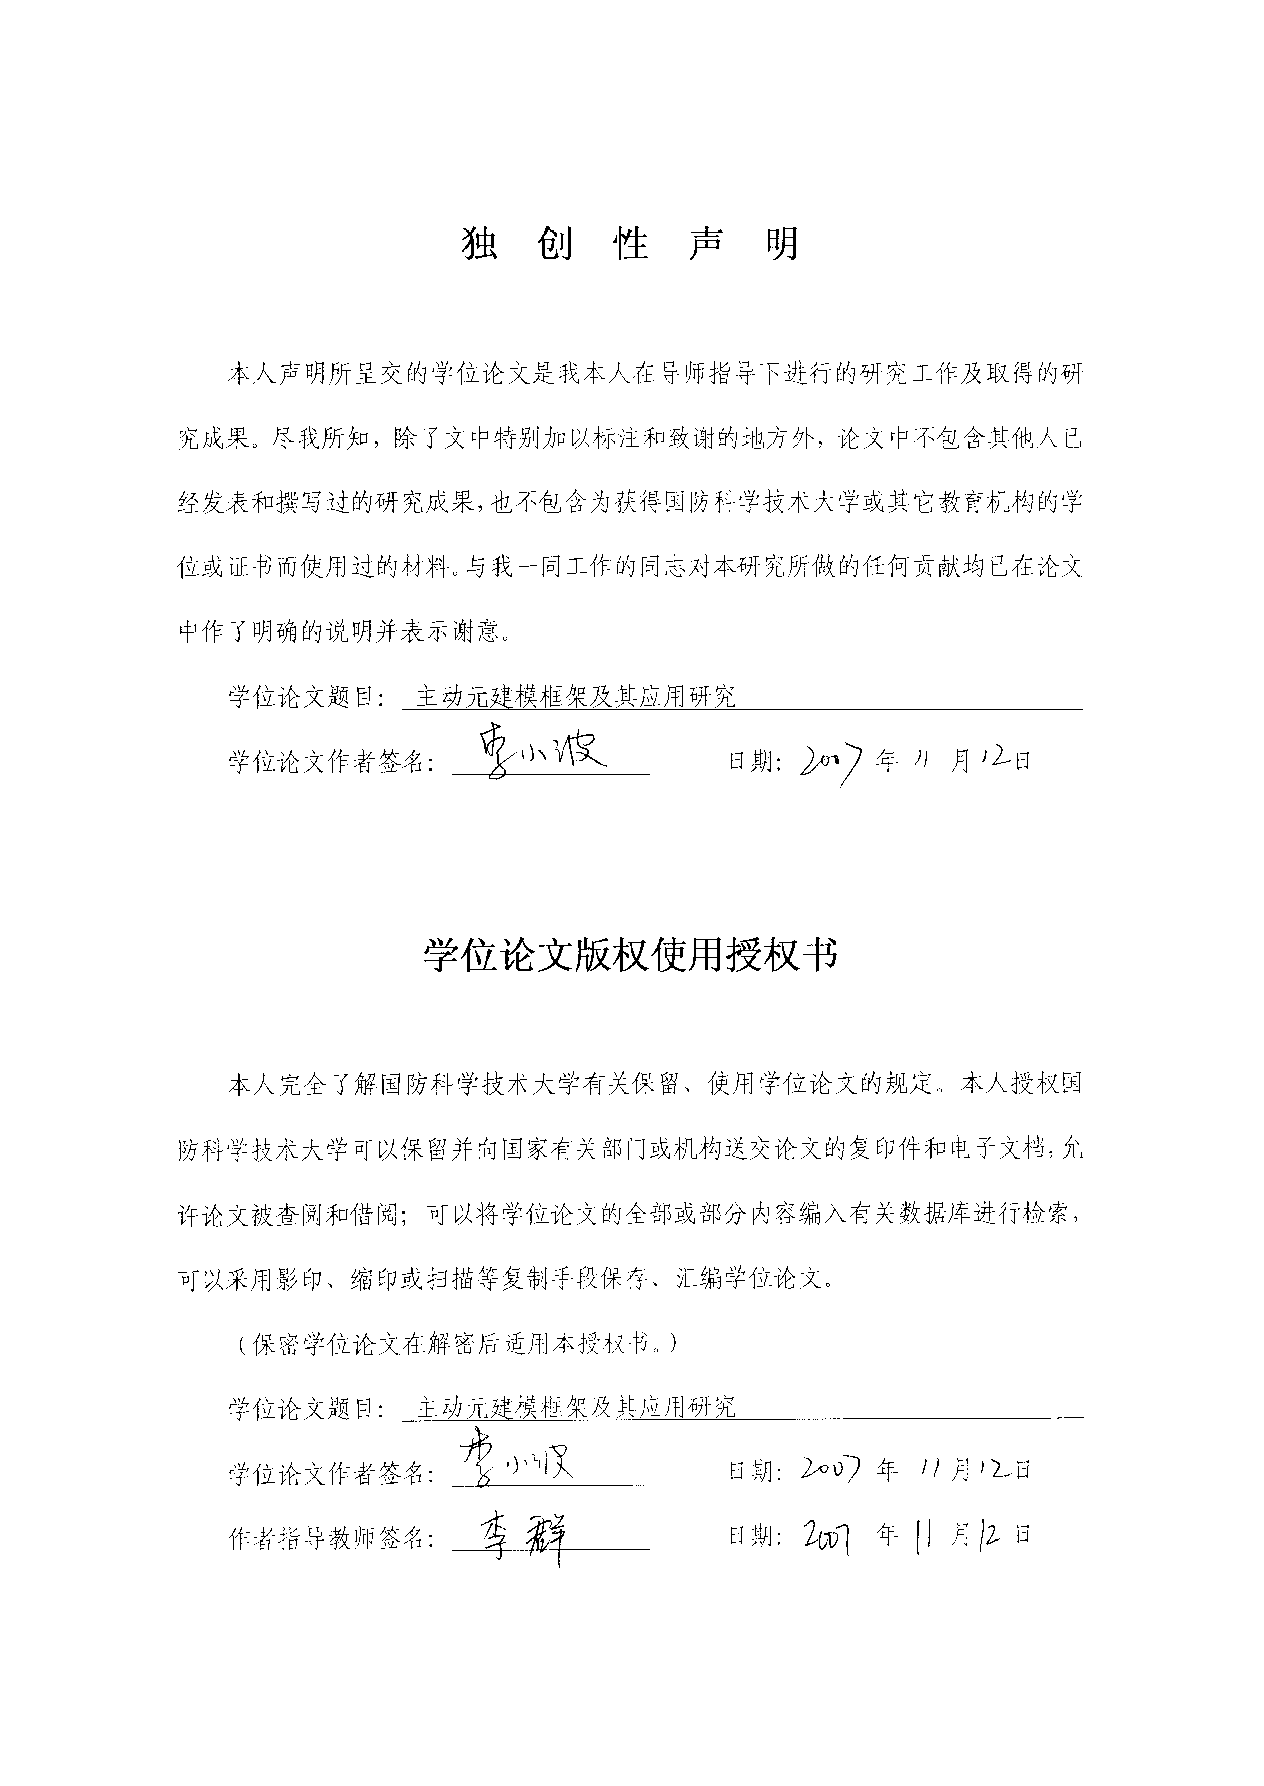 独创性声明
本人声明所呈交的学位论文是我本人在导师指导下进行的研究工作及取得的研
究成果。尽我所知，除了文中特别加以标注和致谢的地方外，论文中不包含其他人已
经发表和撰写过的研究成果，也不包含为获得国防科学技术大学或其它教育机构的学
位或证书而使用过的材料。与我一同工作的同志对本研究所做的任何贡献均已在论文
中作了明确的说明并表示谢意。
学位论文题目：主动元建模框架及其应用研究
学位论文作者签名：李小波 日期：2007 年 11 月 12 日
学位论文版权使用授权书
本人完全了解国防科学技术大学有关保留、使用学位论文的规定。本人授权国
防科学技术大学可以保留并向国家有关部门或机构送交论文的复印件和电子文档，允
许论文被查阅和借阅；可以将学位论文的全部或部分内容编入有关数据库进行检索，
可以采用影印、缩印或扫描等复制手段保存、汇编学位论文。
（保密学位论文在解密后适用本授权书。）
学位论文题目：主动元建模框架及其应用研究
学位论文作者签名：李小波 日期：2007 年 11 月 12 日
作者指导教师签名：李群 日期：2007 年 11 月 12 日